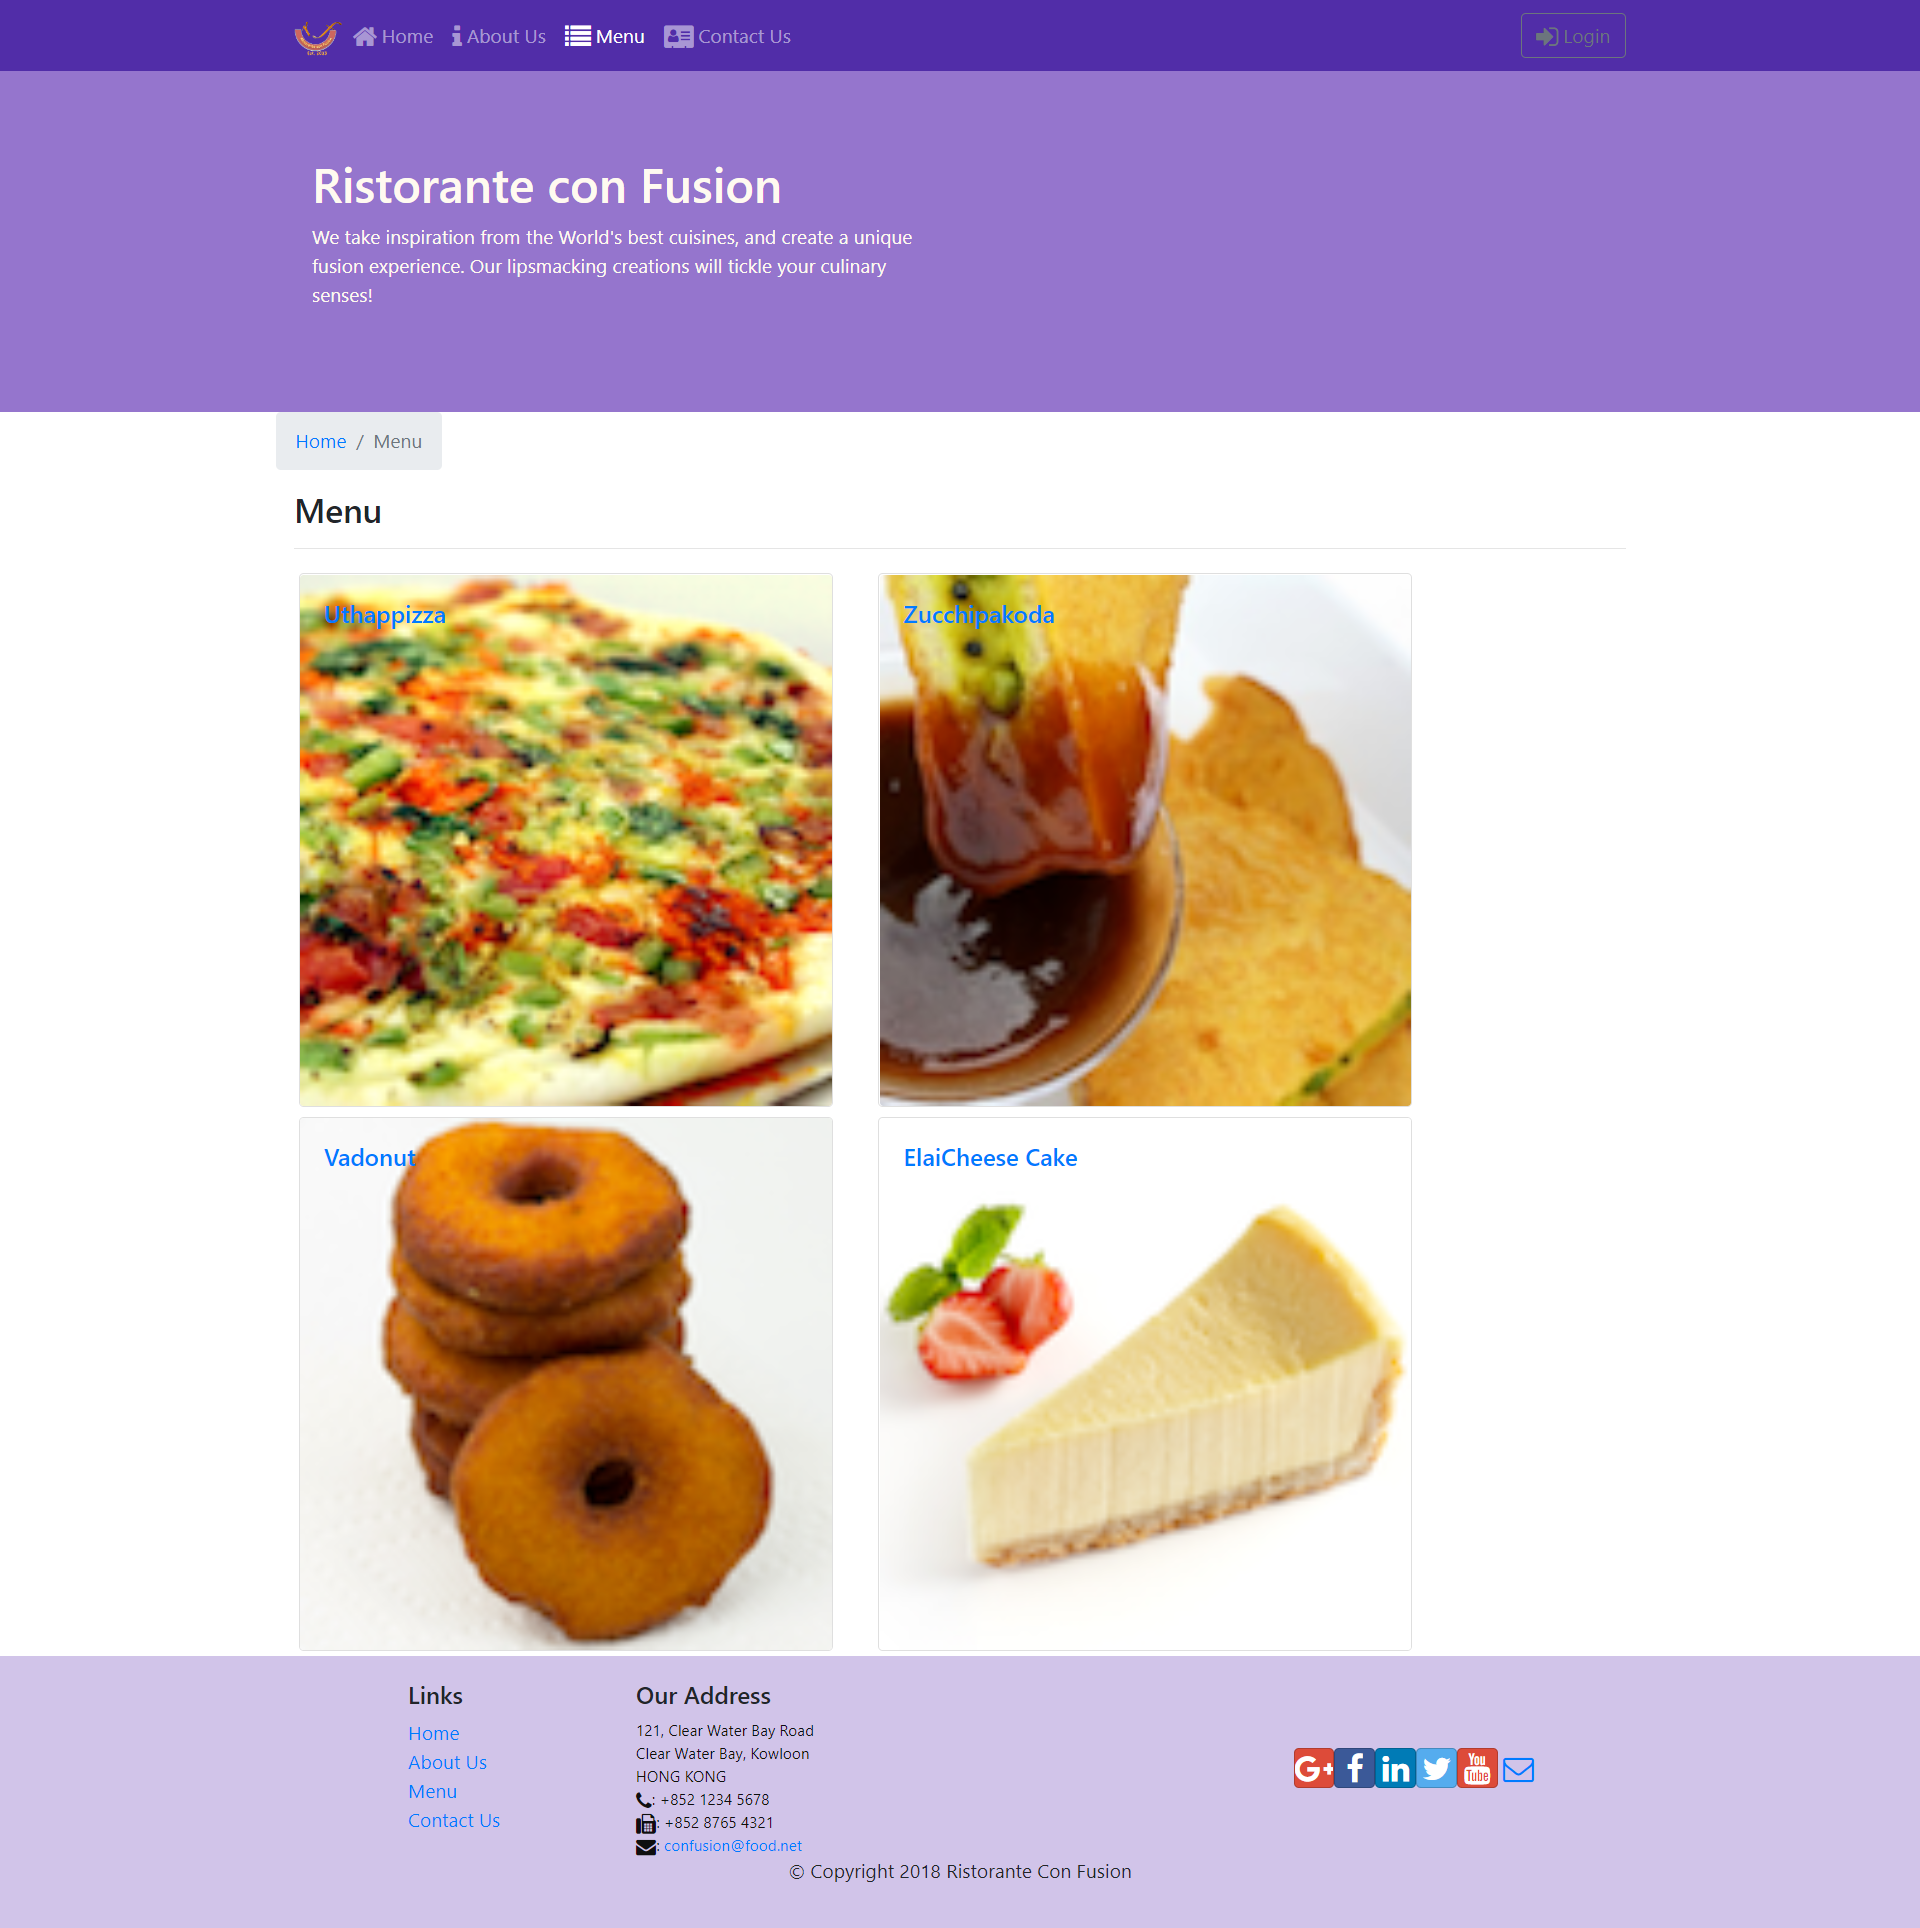 Home
About Us
Menu
Contact Us
Login
Ristorante con Fusion
We take inspiration from the World's best cuisines, and create a unique
fusion experience. Our lipsmacking creations will tickle your culinary
senses!
Home / Menu
Menu
Uthappizza
Zucchipakoda
Vadonut
ElaiCheese Cake
Links
Home
About Us
Menu
Contact Us
Our Address
121, Clear Water Bay Road
Clear Water Bay, Kowloon
HONG KONG
: +852 1234 5678
: +852 8765 4321
: confusion@food.net
G+
f
in
You
Tube
© Copyright 2018 Ristorante Con Fusion